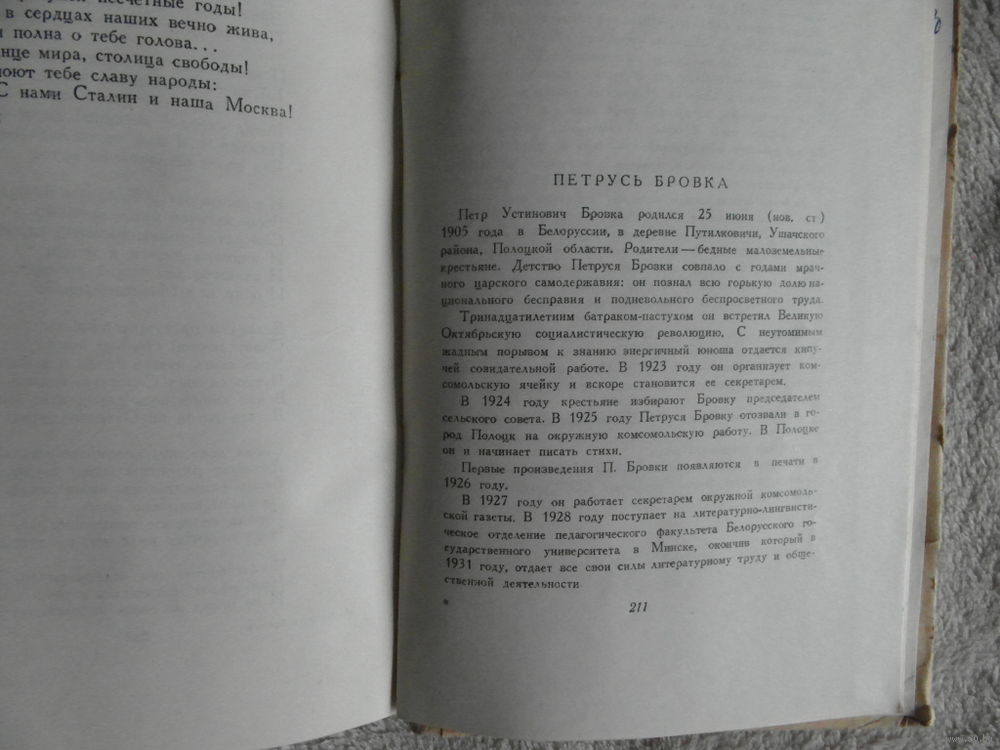 несчетные годы!
в сердцах наших вечно жива,
полна о тебе голова...
мира, столица свободы!
тебе славу народы:
С нами Сталин и наша Москва!
ПЕТРУСЬ БРОВКА
Петр Устинович Бровка родился 25 июня (нов. ст)
1905 года в Белоруссии, в деревне Путилковичи, Ушачского
района, Полоцкой области. Родители — бедные малоземельные
крестьяне. Детство Петруся Бровки совпало с годами мрач-
ного царского самодержавия: он познал всю горькую долю на-
ционального бесправия и подневольного беспросветного труда.
Тринадцатилетним батраком-пастухом он встретил Великую
Октябрьскую социалистическую революцию. С неутомимым
жадным порывом к знанию энергичный юноша отдается кипу-
чей созидательной работе. В 1923 году он организует ком-
сомольскую ячейку и вскоре становится ее секретарем.
В 1924 году крестьяне избирают Бровку председателем
сельского совета. В 1925 году Петруся Бровку отозвали в го-
род Полоцк на окружную комсомольскую работу. В Полоцке
он и начинает писать стихи.
Первые произведения П. Бровки появляются в печати в
1926 году.
В 1927 году он работает секретарем окружной комсомоль-
ской газеты. В 1928 году поступает на литературно-лингвисти-
ческое отделение педагогического факультета Белорусского го-
сударственного университета в Минске, окончив который в
1931 году, отдает все свои силы литературному труду и обще-
ственной деятельности
211